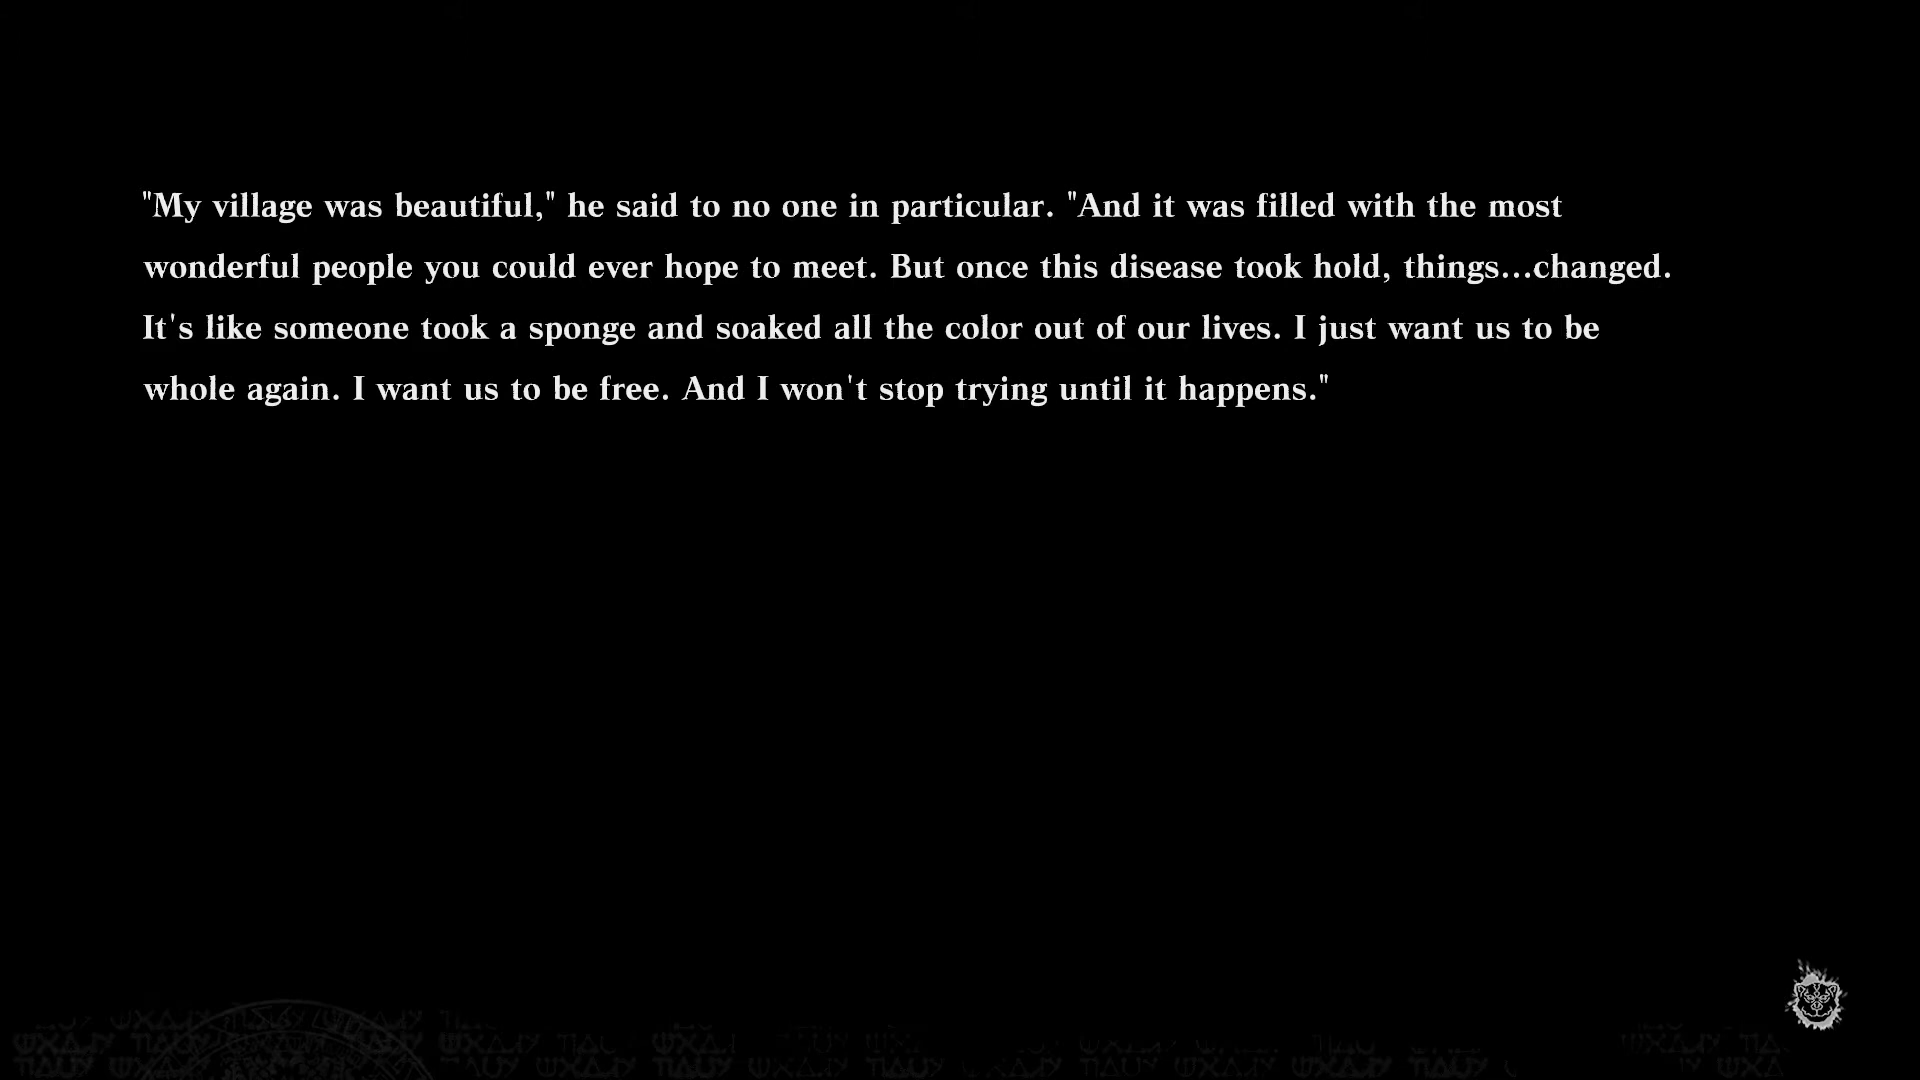 "My village was beautiful," he said to no one in particular. "And it was filled with the most
wonderful people you could ever hope to meet. But once this disease took hold, things...changed.
It's like someone took a sponge and soaked all the color out of our lives. I just want us to be
whole again. I want us to be free. And I won't stop trying until it happens."